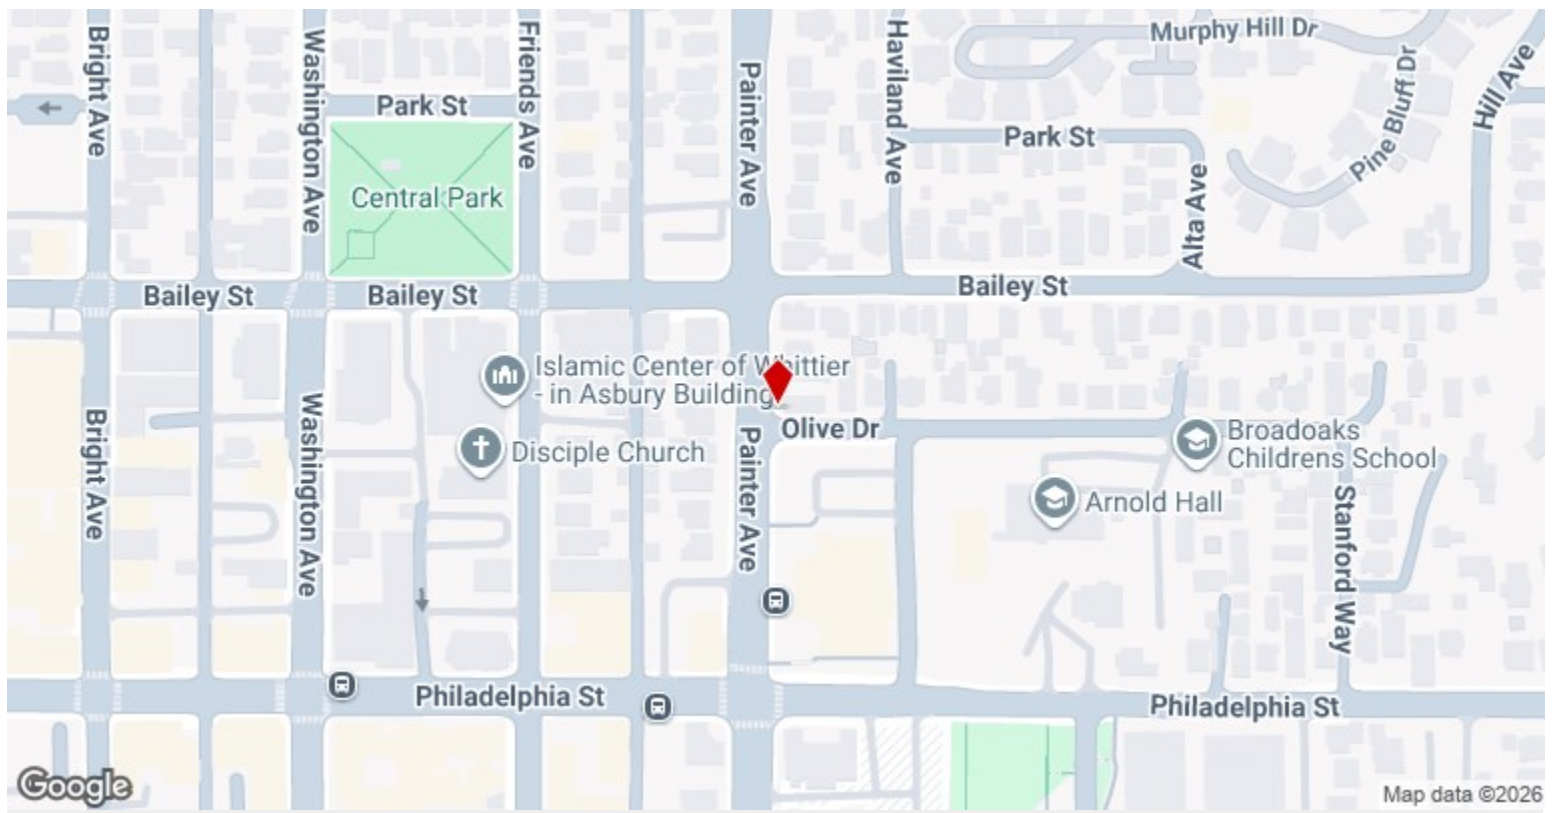 Bright Ave
Washington Ave
Friends Ave
Painter Ave
Haviland Ave
Murphy Hill Dr
Pine Bluff Dr
Hill Ave
Park St
Park St
Central Park
Alta Ave
Bailey St
Bailey St
Bailey St
Islamic Center of Whittier
- in Asbury Building
Disciple Church
Bright Ave
Washington Ave
Painter Ave
Olive Dr
Broadoaks
Childrens School
Arnold Hall
Stanford Way
Philadelphia St
Philadelphia St
Google
Map data ©2026